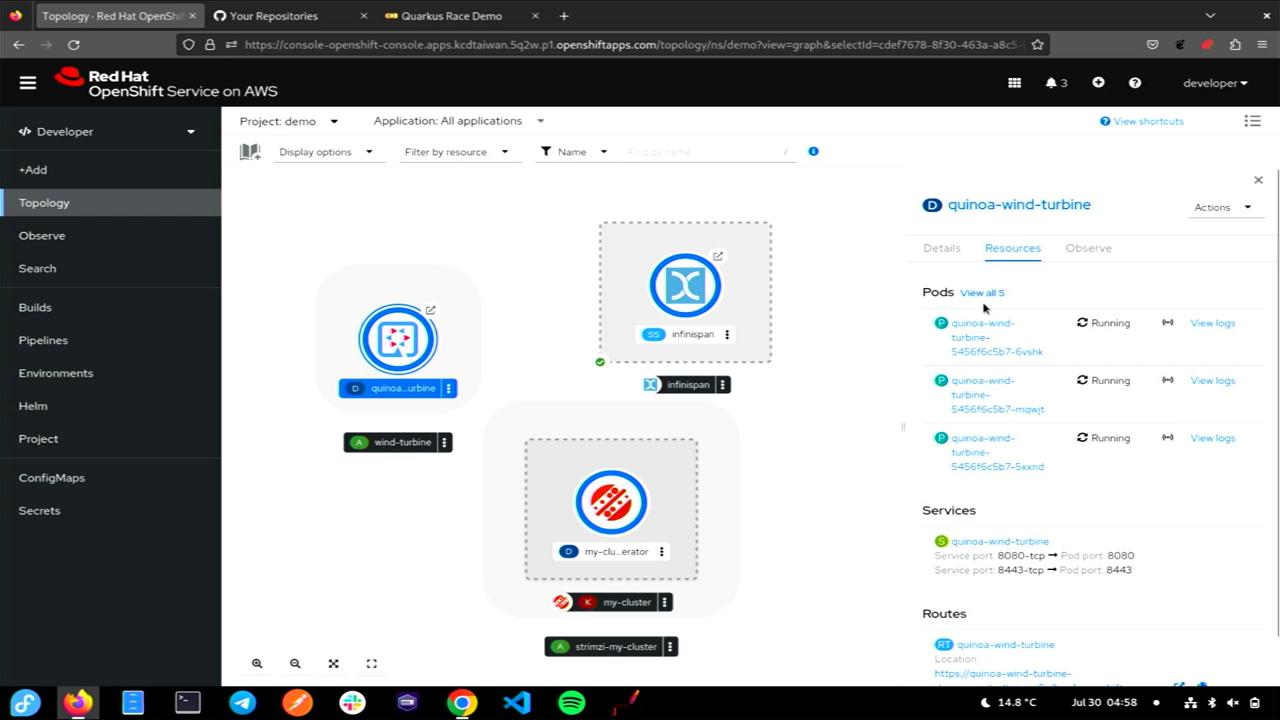 Topology · Red Hat OpenShift
Your Repositories
Quarkus Race Demo
https://console-openshift-console.apps.kcdtaiwan.5q2w.p1.openshiftapps.com/topology/ns/demo?view=graph&selectId=cdef7678-8f30-463a-a8c5-
Red Hat
OpenShift Service on AWS
3
developer
Developer
Project: demo
Application: All applications
View shortcuts
Display options
Filter by resource
Name
Find by name
/
+Add
Topology
Observe
Search
Builds
Pipelines
Environments
Helm
Project
ConfigMaps
Secrets
D quinoa...urbine
A wind-turbine
SS infinispan
infinispan
D my-clu...erator
K my-cluster
A strimzi-my-cluster
D quinoa-wind-turbine
Actions
Details
Resources
Observe
Pods
View all 5
P quinoa-wind-
turbine-
5456f6c5b7-6vshk
Running
View logs
P quinoa-wind-
turbine-
5456f6c5b7-mqwjt
Running
View logs
P quinoa-wind-
turbine-
5456f6c5b7-5xxnd
Running
View logs
Services
S quinoa-wind-turbine
Service port: 8080-tcp → Pod port: 8080
Service port: 8443-tcp → Pod port: 8443
Routes
RT quinoa-wind-turbine
Location:
https://quinoa-wind-turbine-
14.8 °C
Jul 30 04:58